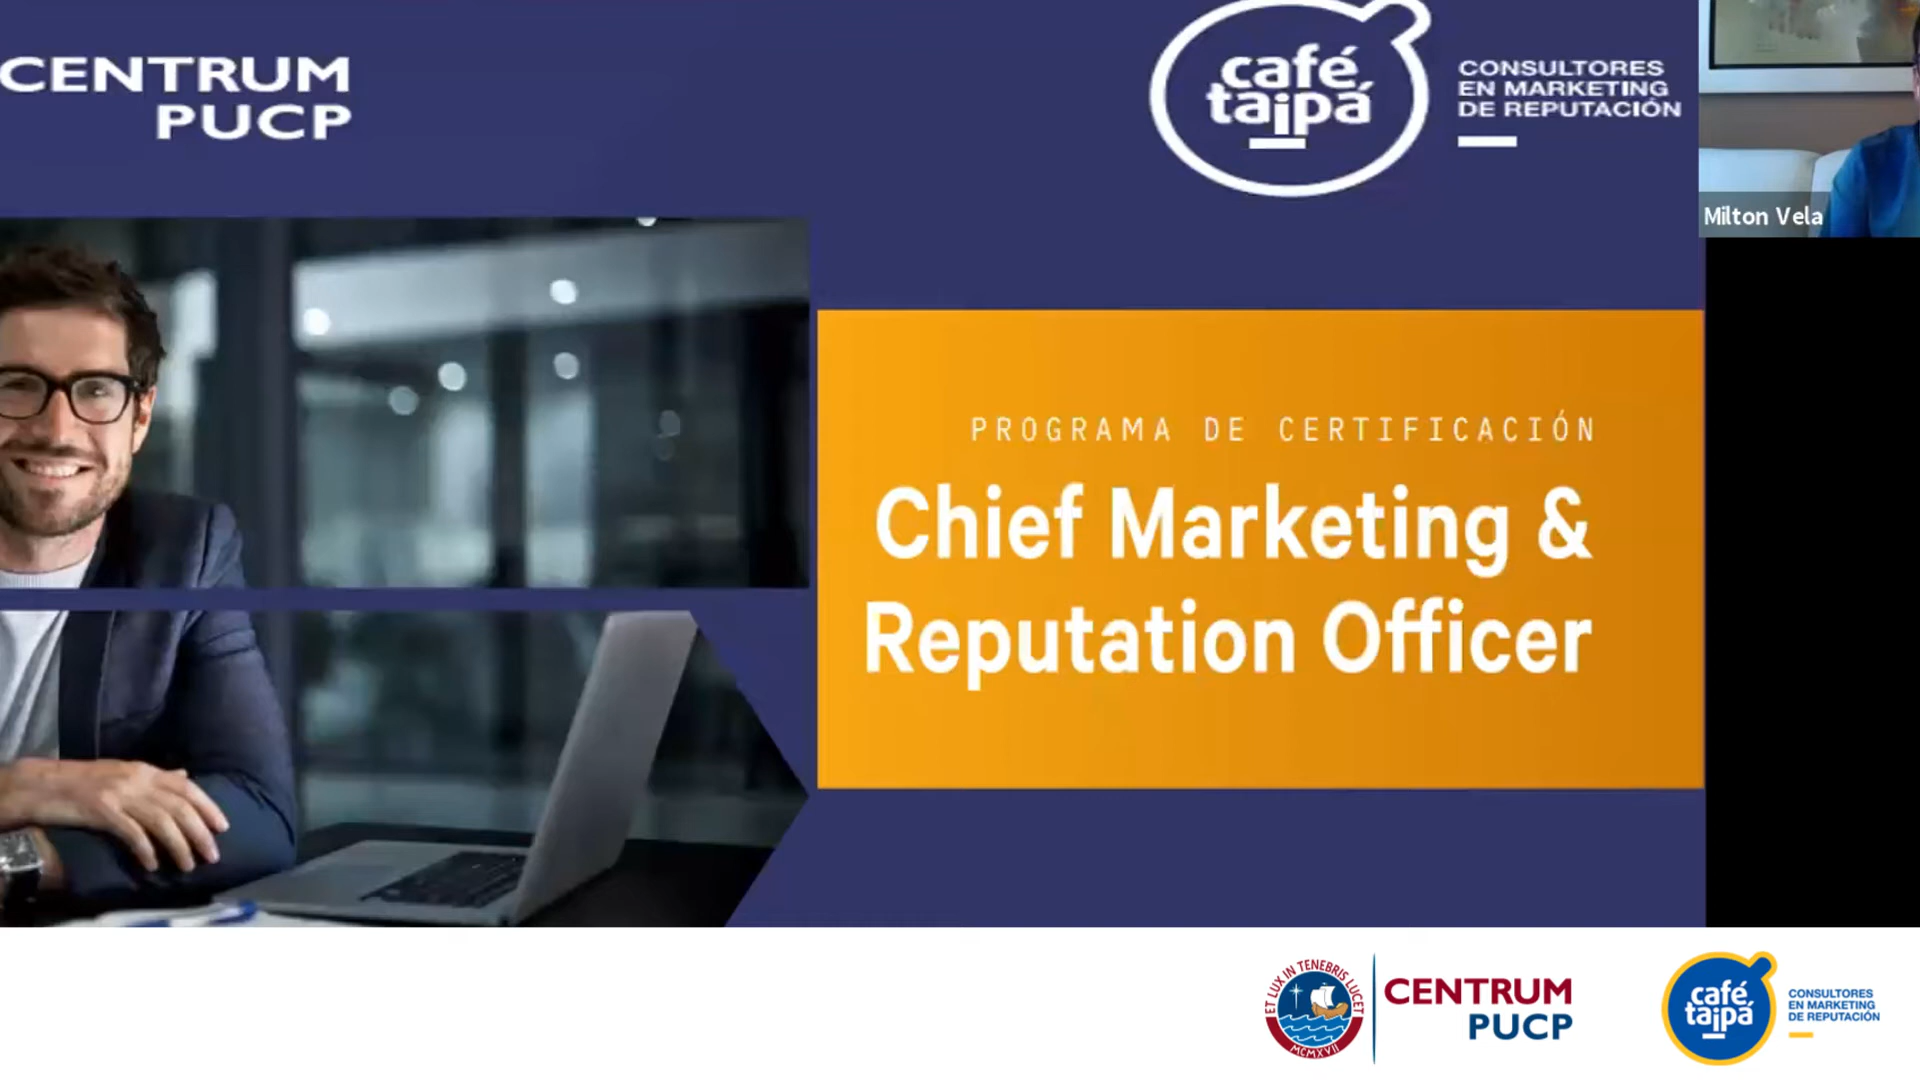 CENTRUM
PUCP
café
taipá
CONSULTORES
EN MARKETING
DE REPUTACIÓN
Milton Vela
PROGRAMA DE CERTIFICACIÓN
Chief Marketing &
Reputation Officer
ET LUX IN TENEBRIS LUCET
MCMXVII
CENTRUM
PUCP
café
taipá
CONSULTORES
EN MARKETING
DE REPUTACIÓN